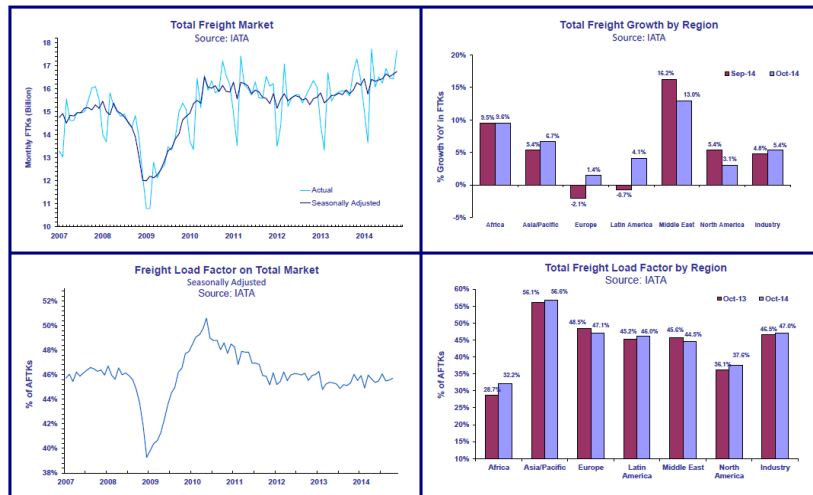 Total Freight Market
Source: IATA
Monthly FTKs (Billion)
18
17
16
15
14
13
12
11
10
2007 2008 2009 2010 2011 2012 2013 2014
Actual
Seasonally Adjusted
Total Freight Growth by Region
Source: IATA
% Growth YoY in FTKs
20%
15%
10%
5%
0%
-5%
Sep-14 Oct-14
9.5% 9.6%
5.4% 6.7%
-2.1% 1.4%
-0.7% 4.1%
16.2% 13.0%
5.4% 3.1%
4.8% 5.4%
Africa Asia/Pacific Europe Latin America Middle East North America Industry
Freight Load Factor on Total Market
Seasonally Adjusted
Source: IATA
% of AFTKs
52%
50%
48%
46%
44%
42%
40%
38%
2007 2008 2009 2010 2011 2012 2013 2014
Total Freight Load Factor by Region
Source: IATA
% of AFTKs
60%
55%
50%
45%
40%
35%
30%
25%
20%
15%
10%
Oct-13 Oct-14
28.7% 32.2%
56.1% 56.6%
48.5% 47.1%
45.2% 46.0%
45.6% 44.5%
36.1% 37.6%
46.5% 47.0%
Africa Asia/Pacific Europe Latin
America Middle East North
America Industry